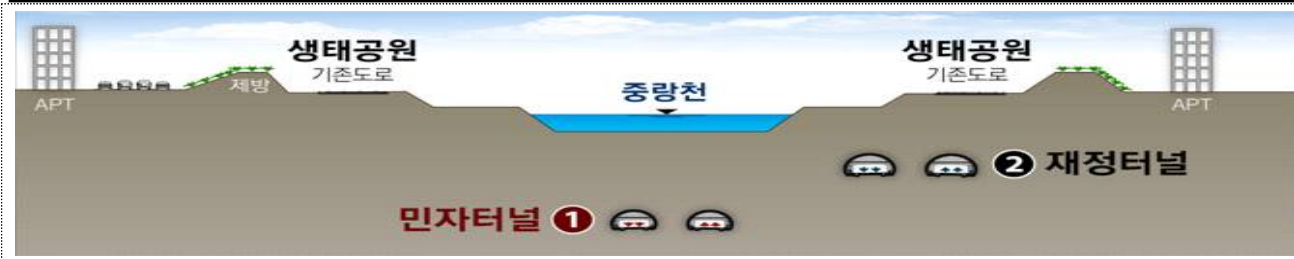 생태공원
기존도로
제방
APT
중랑천
생태공원
기존도로
APT
❷ 재정터널
민자터널 ❶